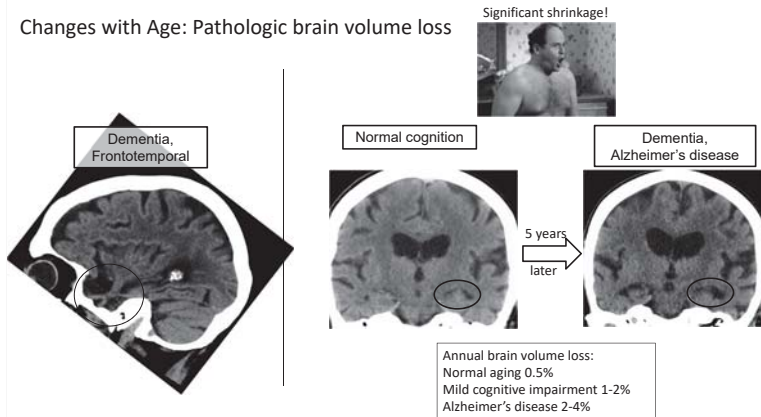 Changes with Age: Pathologic brain volume loss
Significant shrinkage!
Dementia,
Frontotemporal
Normal cognition
Dementia,
Alzheimer's disease
5 years
later
Annual brain volume loss:
Normal aging 0.5%
Mild cognitive impairment 1-2%
Alzheimer's disease 2-4%